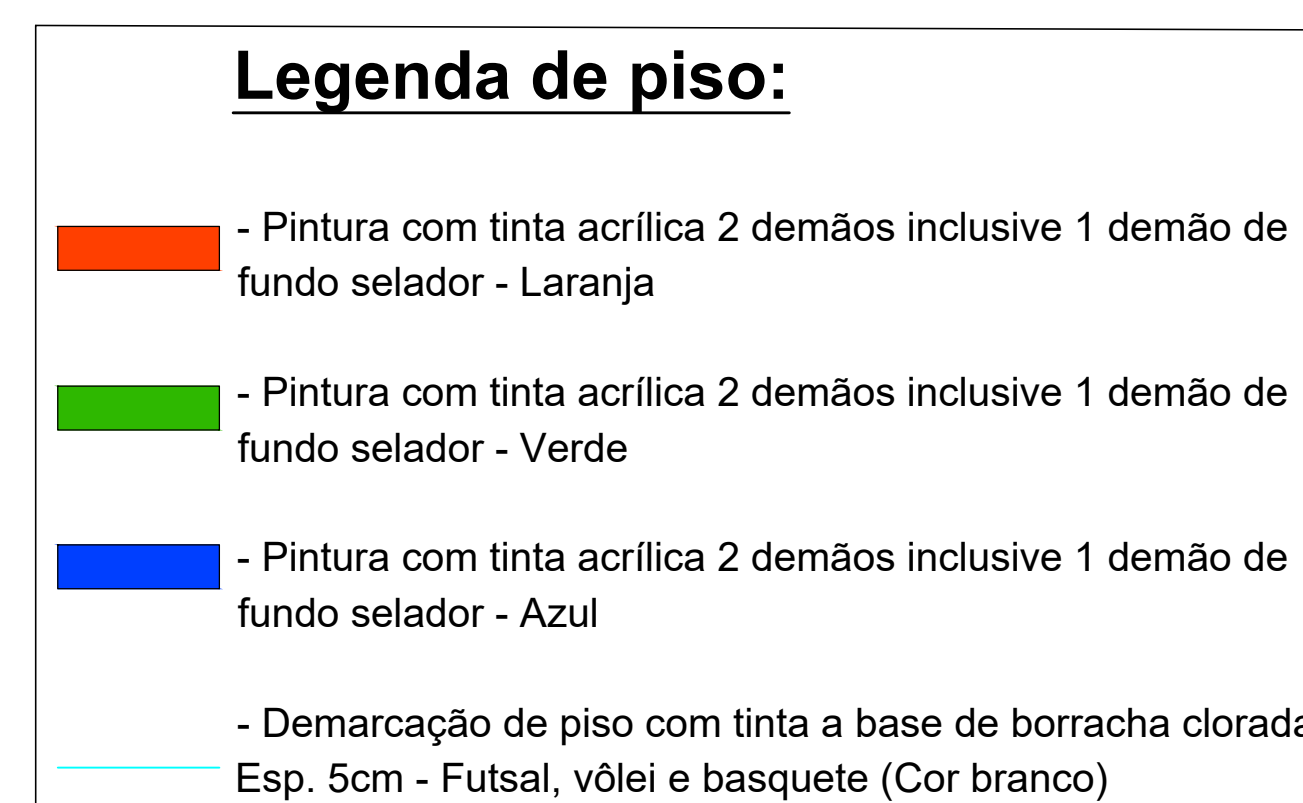 Legenda de piso:
- Pintura com tinta acrílica 2 demãos inclusive 1 demão de
fundo selador - Laranja
- Pintura com tinta acrílica 2 demãos inclusive 1 demão de
fundo selador - Verde
- Pintura com tinta acrílica 2 demãos inclusive 1 demão de
fundo selador - Azul
- Demarcação de piso com tinta a base de borracha clorada
Esp. 5cm - Futsal, vôlei e basquete (Cor branco)